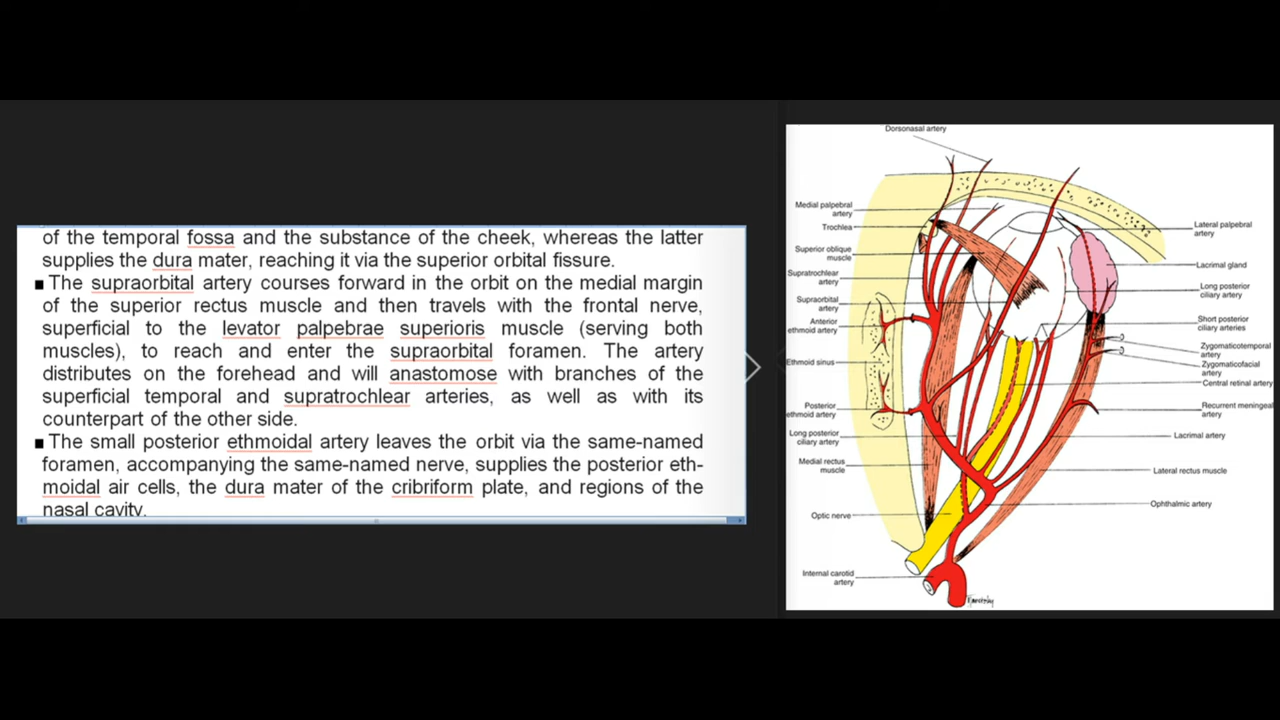 of the temporal fossa and the substance of the cheek, whereas the latter
supplies the dura mater, reaching it via the superior orbital fissure.
■ The supraorbital artery courses forward in the orbit on the medial margin
of the superior rectus muscle and then travels with the frontal nerve,
superficial to the levator palpebrae superioris muscle (serving both
muscles), to reach and enter the supraorbital foramen. The artery
distributes on the forehead and will anastomose with branches of the
superficial temporal and supratrochlear arteries, as well as with its
counterpart of the other side.
■ The small posterior ethmoidal artery leaves the orbit via the same-named
foramen, accompanying the same-named nerve, supplies the posterior eth-
moidal air cells, the dura mater of the cribriform plate, and regions of the
nasal cavity.
Dorsonasal artery
Medial palpebral
artery
Trochlea
Superior oblique
muscle
Supratrochlear
artery
Supraorbital
artery
Anterior
ethmoid artery
Ethmoid sinus
Posterior
ethmoid artery
Long posterior
ciliary artery
Medial rectus
muscle
Optic nerve
Internal carotid
artery
Lateral palpebral
artery
Lacrimal gland
Long posterior
ciliary artery
Short posterior
ciliary arteries
Zygomaticotemporal
artery
Zygomaticofacial
artery
Central retinal artery
Recurrent meningeal
artery
Lacrimal artery
Lateral rectus muscle
Ophthalmic artery